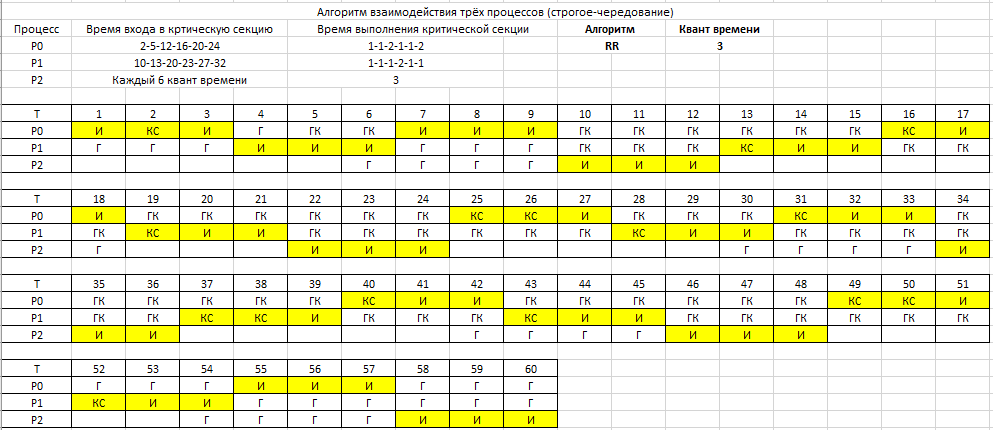 Алгоритм взаимодействия трёх процессов (строгое-чередование)
Процесс Время входа в кртическую секцию Время выполнения критической секции Алгоритм Квант времени
P0 2-5-12-16-20-24 1-1-2-1-1-2 RR 3
P1 10-13-20-23-27-32 1-1-1-2-1-1
P2 Каждый 6 квант времени 3
T 1 2 3 4 5 6 7 8 9 10 11 12 13 14 15 16 17
P0 И КС И Г ГК ГК И И И ГК ГК ГК ГК ГК ГК КС И
P1 Г Г Г И И И Г Г Г ГК ГК ГК КС И И ГК ГК
P2 Г Г Г Г И И И
T 18 19 20 21 22 23 24 25 26 27 28 29 30 31 32 33 34
P0 И ГК ГК ГК ГК ГК ГК КС КС И ГК ГК ГК КС И И ГК
P1 ГК КС И И ГК ГК ГК ГК ГК ГК КС И И ГК ГК ГК ГК
P2 Г И И И Г Г Г Г И
T 35 36 37 38 39 40 41 42 43 44 45 46 47 48 49 50 51
P0 ГК ГК ГК ГК ГК КС И И ГК ГК ГК ГК ГК ГК КС КС И
P1 ГК ГК КС КС И ГК ГК ГК КС И И ГК ГК ГК ГК ГК ГК
P2 И И Г Г Г Г И И И
T 52 53 54 55 56 57 58 59 60
P0 Г Г Г И И И Г Г Г
P1 КС И И Г Г Г Г Г Г
P2 Г Г Г Г И И И